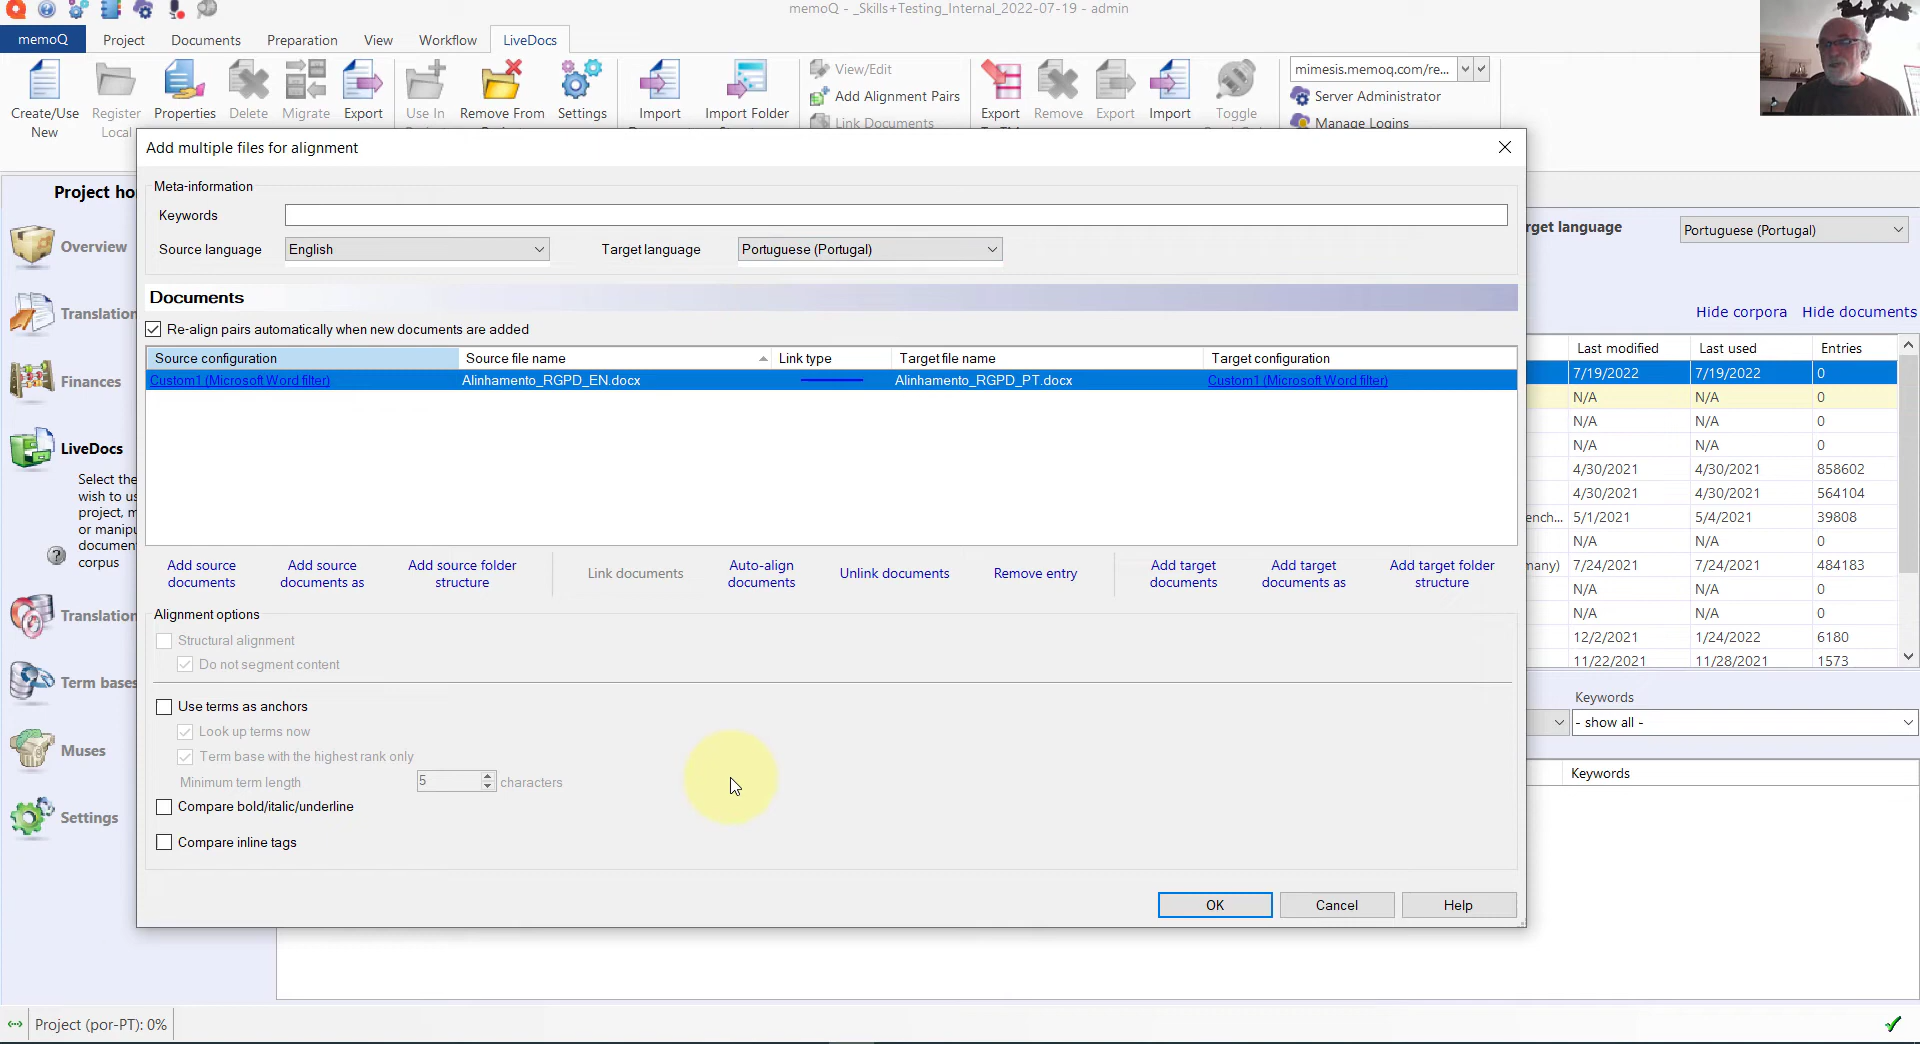 memoQ - _Skills+Testing_Internal_2022-07-19 - admin
memoQ Project Documents Preparation View Workflow LiveDocs
Create/Use New
Register Local
Properties
Delete
Migrate
Export
Use In
Remove From
Settings
Import
Import Folder
View/Edit
Add Alignment Pairs
Link Documents
Export
Remove
Export
Import
Toggle
mimesis.memoq.com/re...
Server Administrator
Manage Logins
Project ho
Overview
Translation
Finances
LiveDocs
Select the
wish to us
project, m
or manipu
document
corpus
Translation
Term bases
Muses
Settings
Add multiple files for alignment
Meta-information
Keywords
Source language English Target language Portuguese (Portugal)
Documents
Re-align pairs automatically when new documents are added
Source configuration Source file name Link type Target file name Target configuration
Custom1 (Microsoft Word filter) Alinhamento_RGPD_EN.docx Alinhamento_RGPD_PT.docx Custom1 (Microsoft Word filter)
Add source documents
Add source documents as
Add source folder structure
Link documents
Auto-align documents
Unlink documents
Remove entry
Add target documents
Add target documents as
Add target folder structure
Alignment options
Structural alignment
Do not segment content
Use terms as anchors
Look up terms now
Term base with the highest rank only
Minimum term length 5 characters
Compare bold/italic/underline
Compare inline tags
OK Cancel Help
rget language Portuguese (Portugal)
Hide corpora Hide documents
Last modified Last used Entries
7/19/2022 7/19/2022 0
N/A N/A 0
N/A N/A 0
N/A N/A 0
4/30/2021 4/30/2021 858602
4/30/2021 4/30/2021 564104
ench... 5/1/2021 5/4/2021 39808
N/A N/A 0
many) 7/24/2021 7/24/2021 484183
N/A N/A 0
N/A N/A 0
12/2/2021 1/24/2022 6180
11/22/2021 11/28/2021 1573
Keywords
- show all -
Keywords
Project (por-PT): 0%